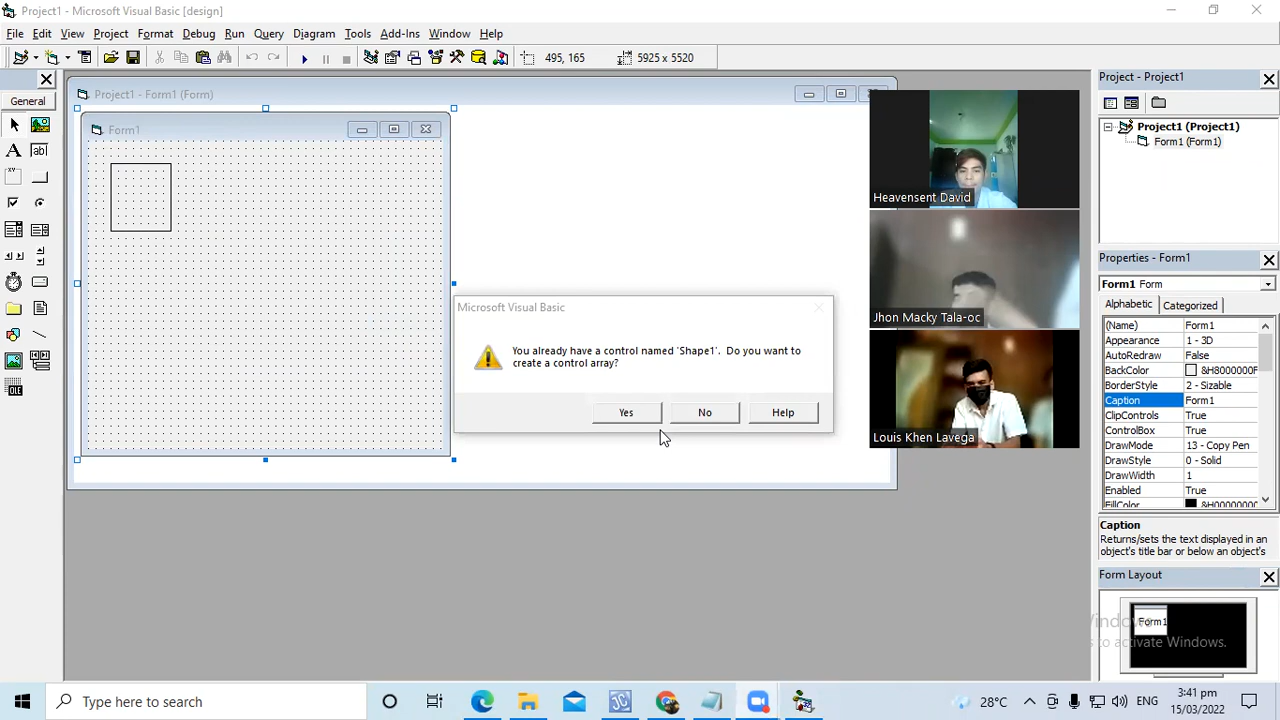 Project1 - Microsoft Visual Basic [design]
File Edit View Project Format Debug Run Query Diagram Tools Add-Ins Window Help
495, 165 5925 x 5520
General
Project1 - Form1 (Form)
Form1
Microsoft Visual Basic
You already have a control named 'Shape1'. Do you want to
create a control array?
Yes No Help
Heavensent David
Jhon Macky Tala-oc
Louis Khen Lavega
Project - Project1
Project1 (Project1)
Form1 (Form1)
Properties - Form1
Form1 Form
Alphabetic Categorized
(Name) Form1
Appearance 1 - 3D
AutoRedraw False
BackColor &H8000000F
BorderStyle 2 - Sizable
Caption Form1
ClipControls True
ControlBox True
DrawMode 13 - Copy Pen
DrawStyle 0 - Solid
DrawWidth 1
Enabled True
FillColor &H00000000
Caption
Returns/sets the text displayed in an
object's title bar or below an object's
Form Layout
Form1
to activate Windows.
Type here to search
28°C
ENG
3:41 pm
15/03/2022